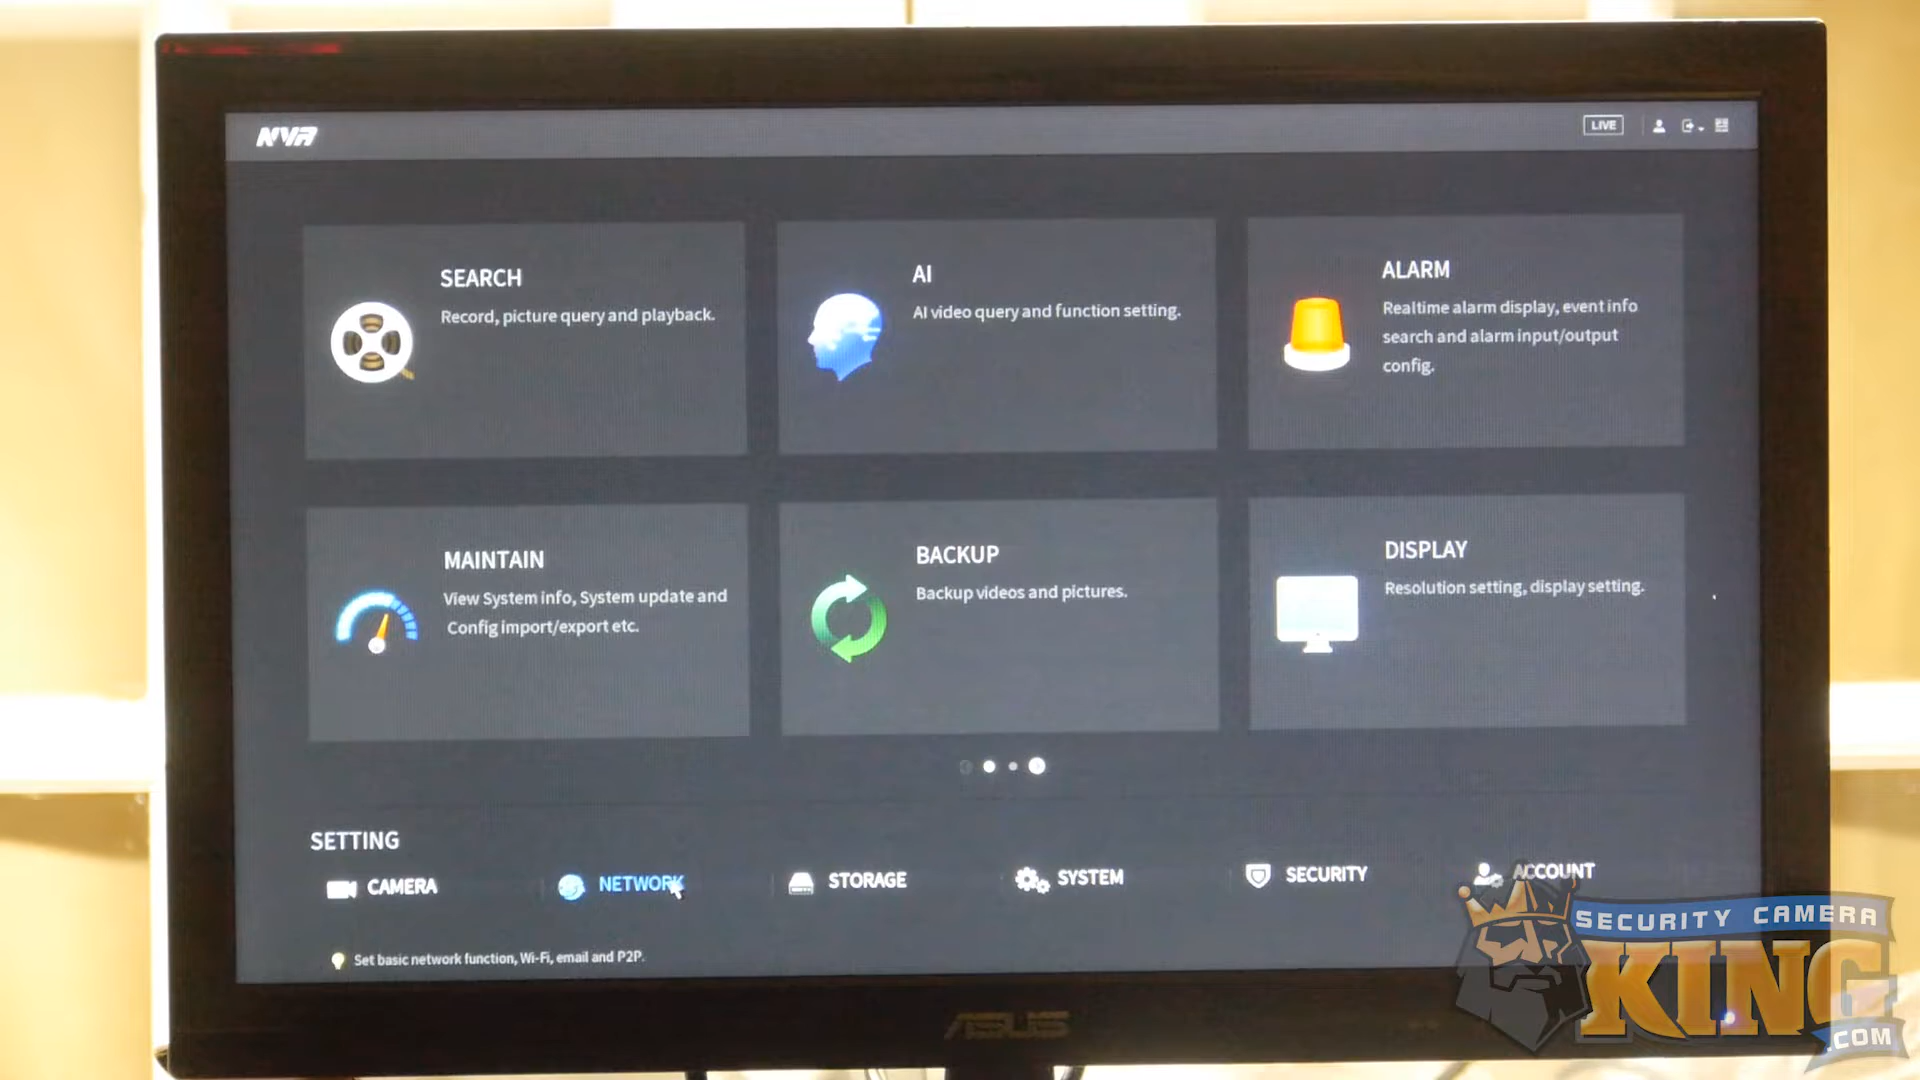 NVR
LIVE
SEARCH
Record, picture query and playback.
AI
AI video query and function setting.
ALARM
Realtime alarm display, event info
search and alarm input/output
config.
MAINTAIN
View System info, System update and
Config import/export etc.
BACKUP
Backup videos and pictures.
DISPLAY
Resolution setting, display setting.
SETTING
CAMERA
NETWORK
STORAGE
SYSTEM
SECURITY
ACCOUNT
Set basic network function, Wi-Fi, email and P2P.
ASUS
SECURITY CAMERA
KING
.COM